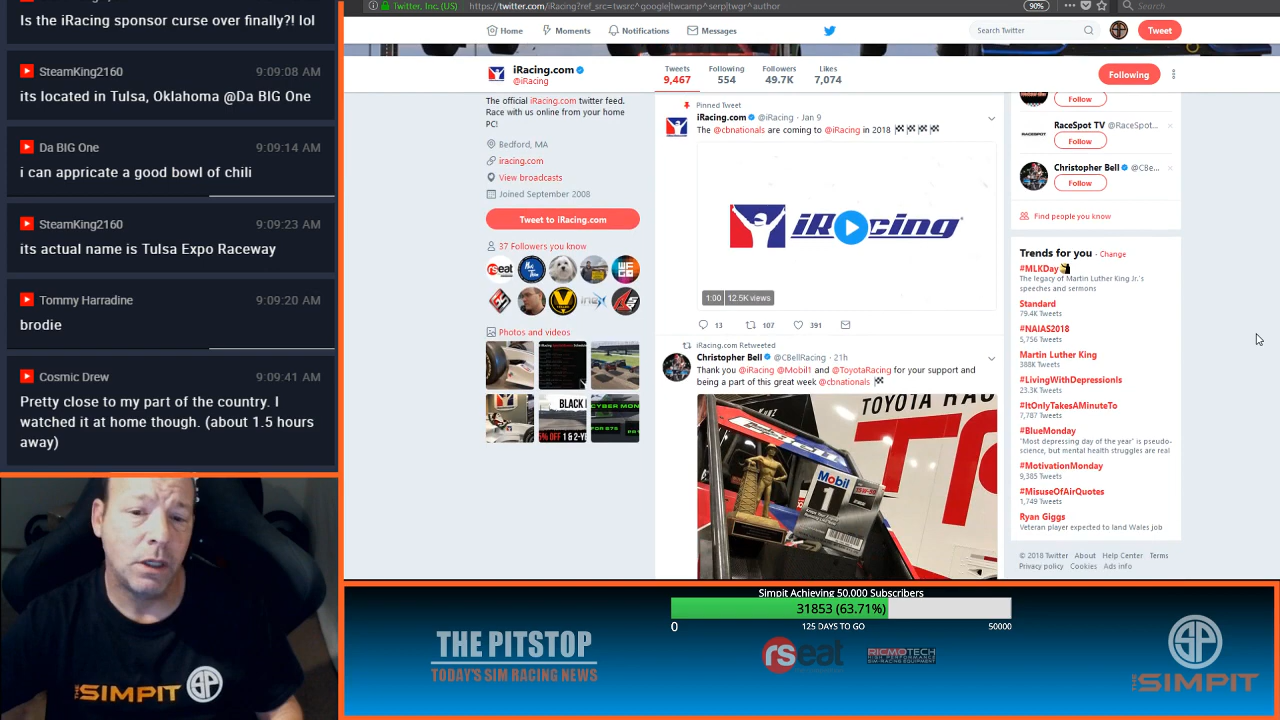 Is the iRacing sponsor curse over finally?! lol
SteamKing2160 9:09:08 AM
its located in Tulsa, Oklahoma @Da BIG One
Da BIG One 9:09:14 AM
i can appreciate a good bowl of chili
SteamKing2160 9:09:23 AM
its actual name is Tulsa Expo Raceway
Tommy Harradine 9:09:20 AM
brodie
Corndrew 9:09:41 AM
Pretty close to my part of the country. I
watched it at home though. (about 1.5 hours
away)
THE SIMPIT
Twitter, Inc. (US) https://twitter.com/iRacing?ref_src=twsrc^google|twcamp^serp|twgr^author 90% Search
Home Moments Notifications Messages Search Twitter Tweet
iRacing.com
@iRacing
Tweets Following Followers Likes
9,467 554 49.7K 7,074
Following
The official iRacing.com twitter feed.
Race with us online from your home
PC!
Bedford, MA
iracing.com
View broadcasts
Joined September 2008
Tweet to iRacing.com
37 Followers you know
rseat
Photos and videos
BLACK
CYBER MON
Pinned Tweet
iRacing.com @iRacing · Jan 9
The @cbnationals are coming to @iRacing in 2018
iRacing
1:00 12.5K views
13 107 391
iRacing.com Retweeted
Christopher Bell @CBellRacing · 21h
Thank you @iRacing @Mobil1 and @ToyotaRacing for your support and
being a part of this great week @cbnationals
TOYOTA RAC
Mobil
1
Follow
RaceSpot TV @RaceSpot...
RACESPOT
Follow
Christopher Bell @CBe...
Follow
Find people you know
Trends for you · Change
#MLKDay
The legacy of Martin Luther King Jr.'s
speeches and sermons
Standard
79.4K Tweets
#NAIAS2018
5,756 Tweets
Martin Luther King
388K Tweets
#LivingWithDepressionIs
23.3K Tweets
#ItOnlyTakesAMinuteTo
7,787 Tweets
#BlueMonday
'Most depressing day of the year' is pseudo-
science, but mental health struggles are real
#MotivationMonday
9,385 Tweets
#MisuseOfAirQuotes
1,749 Tweets
Ryan Giggs
Veteran player expected to land Wales job
© 2018 Twitter About Help Center Terms
Privacy policy Cookies Ads info
Simpit Achieving 50,000 Subscribers
31853 (63.71%)
0 125 DAYS TO GO 50000
THE PITSTOP
TODAY'S SIM RACING NEWS
rseat
RICMOTECH
HIGH PERFORMANCE
SIM-RACING EQUIPMENT
THE SIMPIT